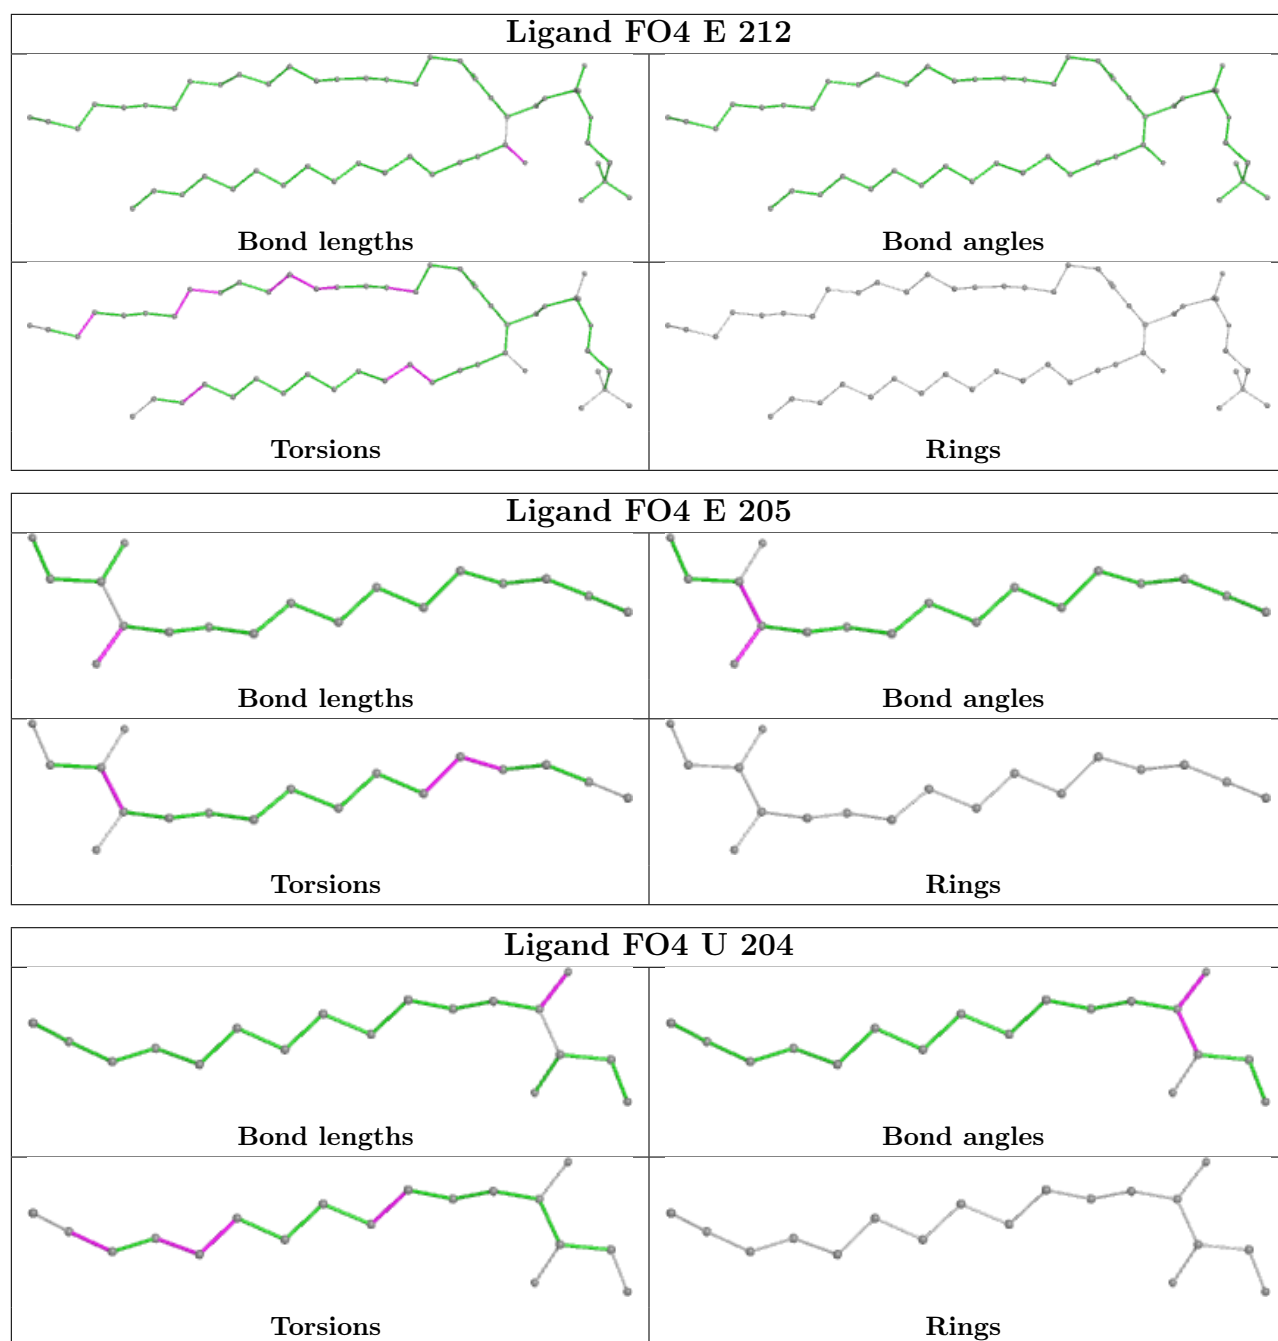 Ligand FO4 E 212
Bond lengths
Bond angles
Torsions
Rings
Ligand FO4 E 205
Bond lengths
Bond angles
Torsions
Rings
Ligand FO4 U 204
Bond lengths
Bond angles
Torsions
Rings